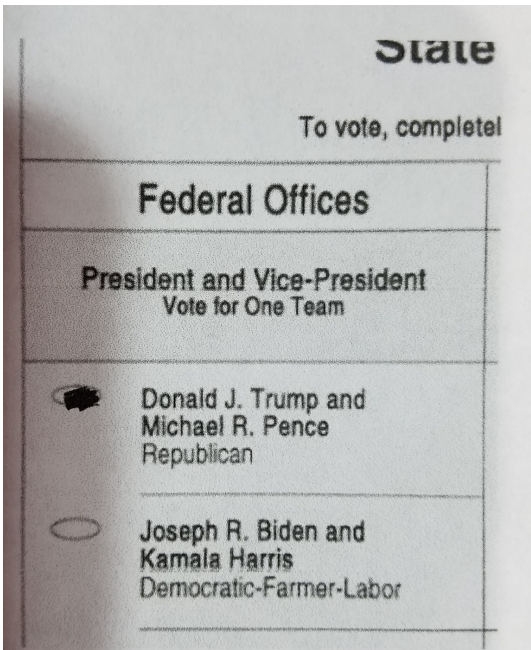 State
To vote, completel
Federal Offices
President and Vice-President
Vote for One Team
Donald J. Trump and
Michael R. Pence
Republican
Joseph R. Biden and
Kamala Harris
Democratic-Farmer-Labor